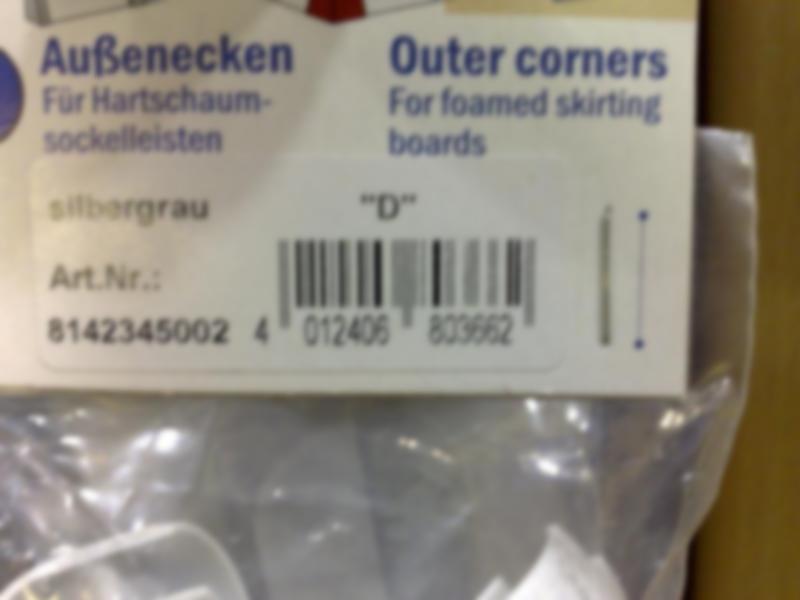 Außenecken
Für Hartschaum-
sockelleisten
Outer corners
For foamed skirting
boards
silbergrau "D"
Art.Nr.:
8142345002
4 012406 803662